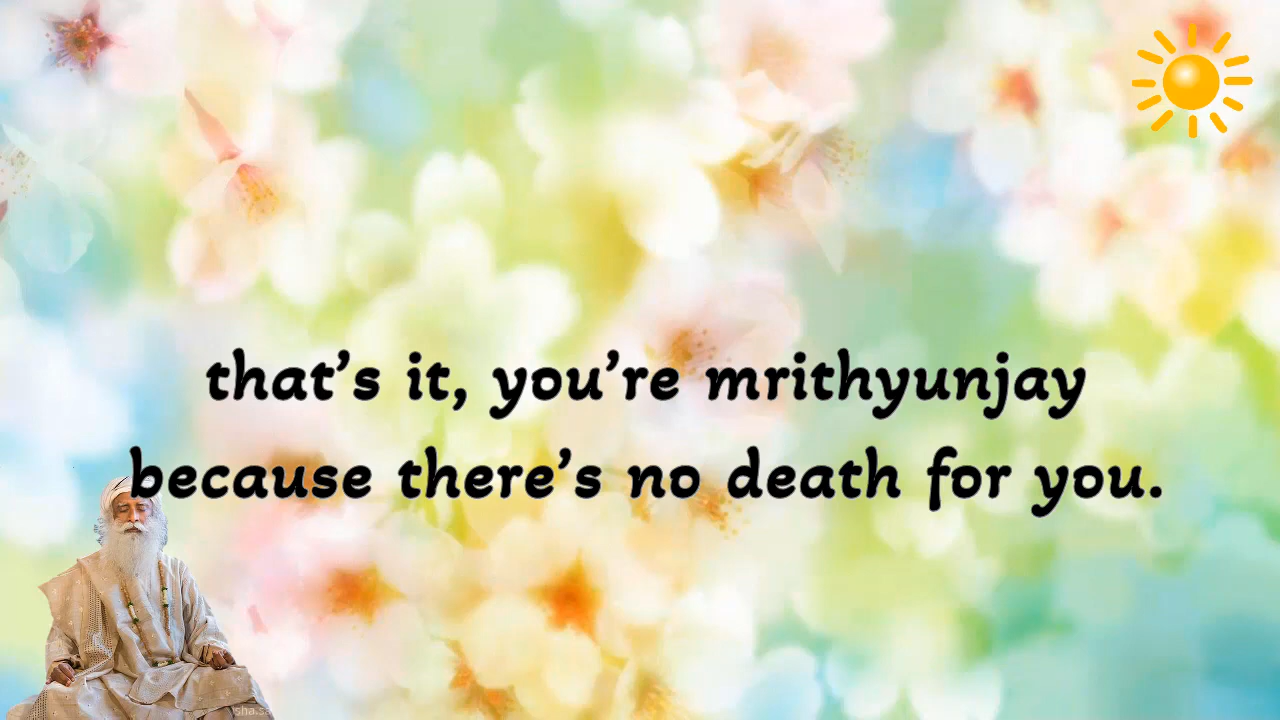 that's it, you're mrithyunjay
because there's no death for you.